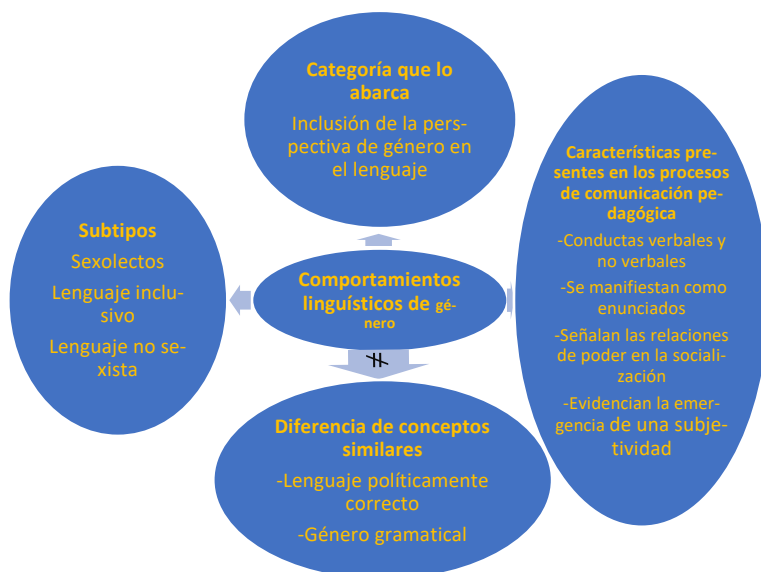 Categoría que lo
abarca
Inclusión de la pers-
pectiva de género en
el lenguaje
Subtipos
Sexolectos
Lenguaje inclu-
sivo
Lenguaje no se-
xista
Comportamientos
linguísticos de gé-
nero
Características pre-
sentes en los procesos
de comunicación pe-
dagógica
-Conductas verbales y
no verbales
-Se manifiestan como
enunciados
-Señalan las relaciones
de poder en la sociali-
zación
-Evidencian la emer-
gencia de una subje-
tividad
Diferencia de conceptos
similares
-Lenguaje políticamente
correcto
-Género gramatical